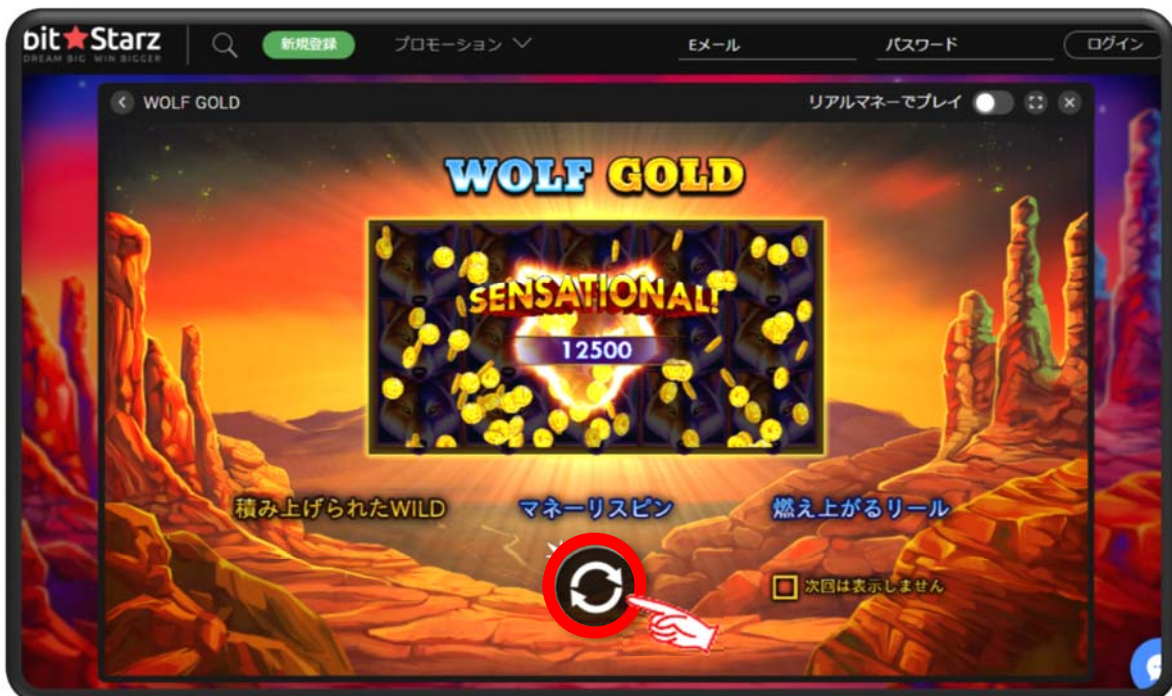 bit★Starz
DREAM BIG WIN BIGGER
新規登録
プロモーション
Eメール
パスワード
ログイン
WOLF GOLD
リアルマネーでプレイ
WOLF GOLD
SENSATIONAL!
12500
積み上げられたWILD
マネーリスピン
燃え上がるリール
次回は表示しません